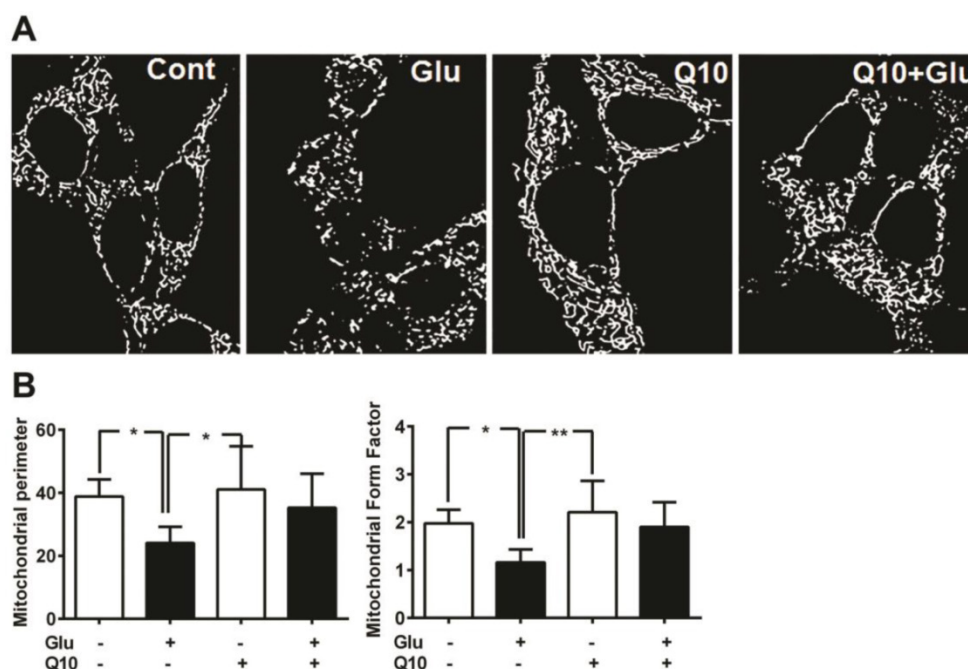 A
Cont Glu Q10 Q10+Glu
B
Mitochondrial perimeter
60
40
20
0
* *
Glu - + - +
Q10 - - + +
Mitochondrial Form Factor
4
3
2
1
0
* **
Glu - + - +
Q10 - - + +